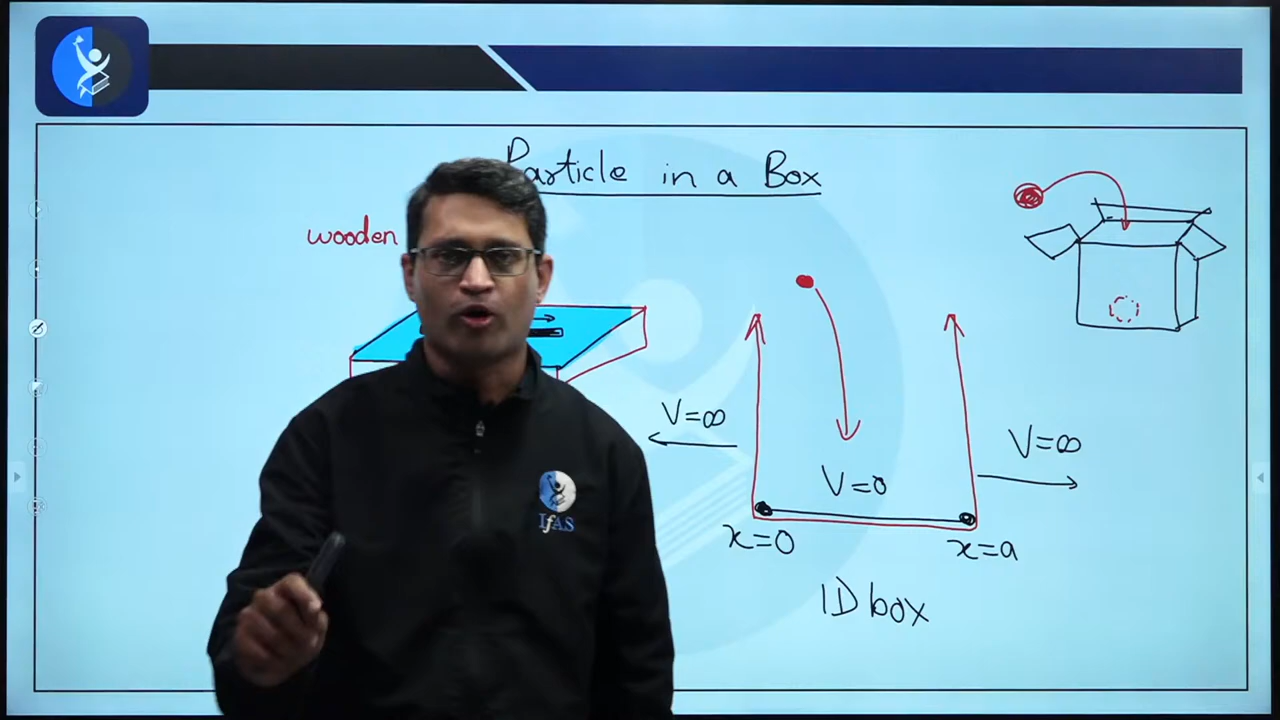 Particle in a Box
wooden
V=∞
V=∞
V=0
x=0
x=a
1D box
IfAS